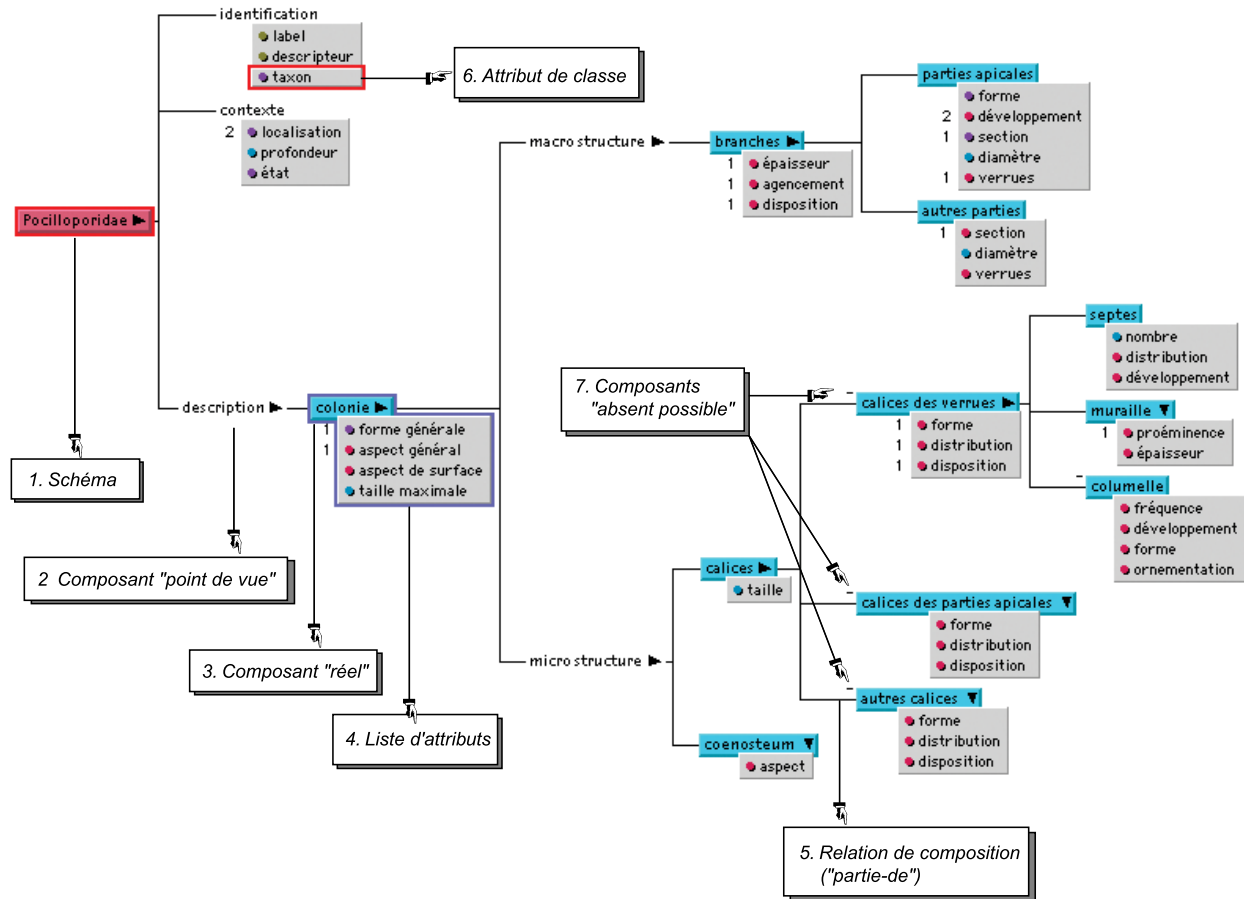 identification
label
descripteur
taxon
6. Attribut de classe
contexte
2 localisation
profondeur
état
Pocilloporidae
1. Schéma
description
2 Composant "point de vue"
colonie
1 forme générale
1 aspect général
aspect de surface
taille maximale
3. Composant "réel"
4. Liste d'attributs
macrostructure
branches
1 épaisseur
1 agencement
1 disposition
parties apicales
forme
2 développement
1 section
diamètre
1 verrues
autres parties
1 section
diamètre
verrues
7. Composants
"absent possible"
microstructure
calices
taille
coenosteum
aspect
- calices des verrues
1 forme
1 distribution
1 disposition
septes
nombre
distribution
développement
muraille
1 proéminence
épaisseur
- columelle
fréquence
développement
forme
ornementation
- calices des parties apicales
forme
distribution
disposition
- autres calices
forme
distribution
disposition
5. Relation de composition
("partie-de")